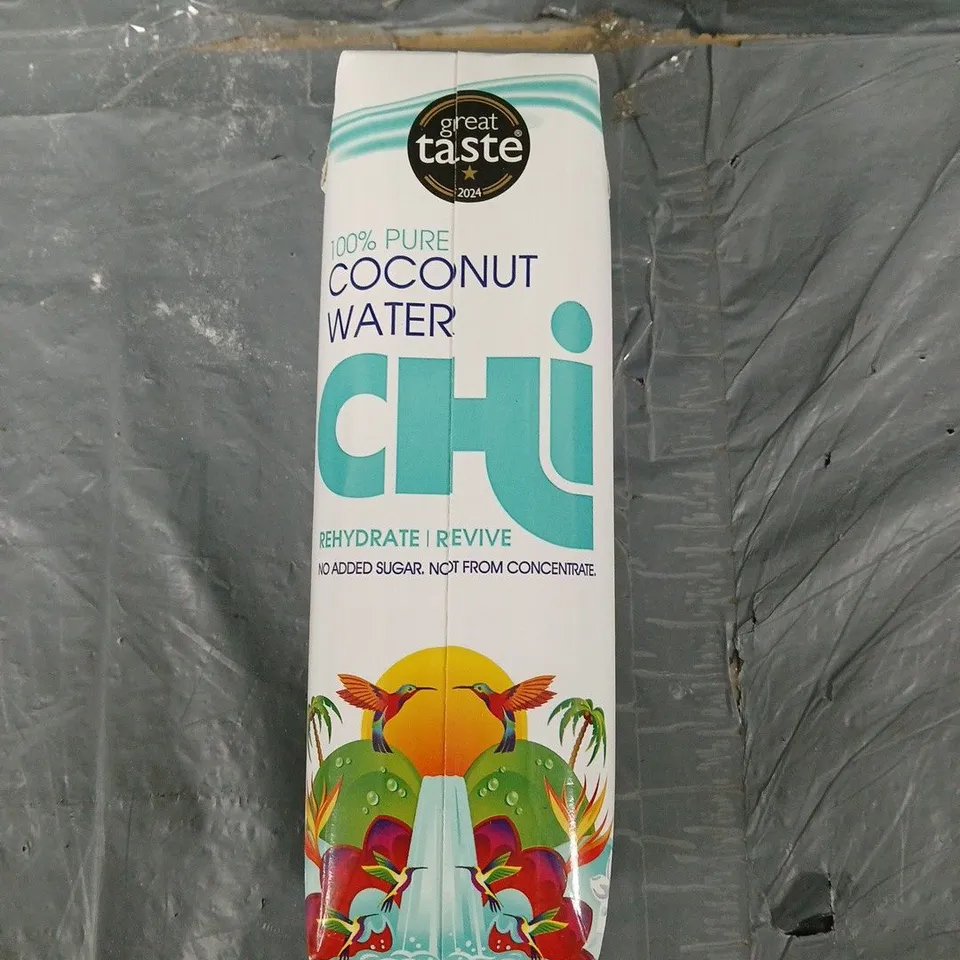 great
taste®
2024
100% PURE
COCONUT
WATER
CHi
REHYDRATE | REVIVE
NO ADDED SUGAR. NOT FROM CONCENTRATE.